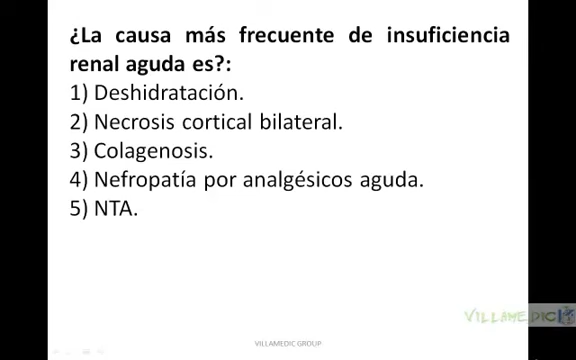 ¿La causa más frecuente de insuficiencia
renal aguda es?:
1) Deshidratación.
2) Necrosis cortical bilateral.
3) Colagenosis.
4) Nefropatía por analgésicos aguda.
5) NTA.
VILLAMEDIC
VILLAMEDIC GROUP